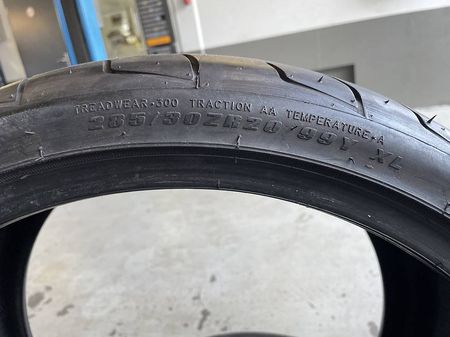 TREADWEAR•300 TRACTION AA TEMPERATURE•A
285/30ZR20/99Y XL